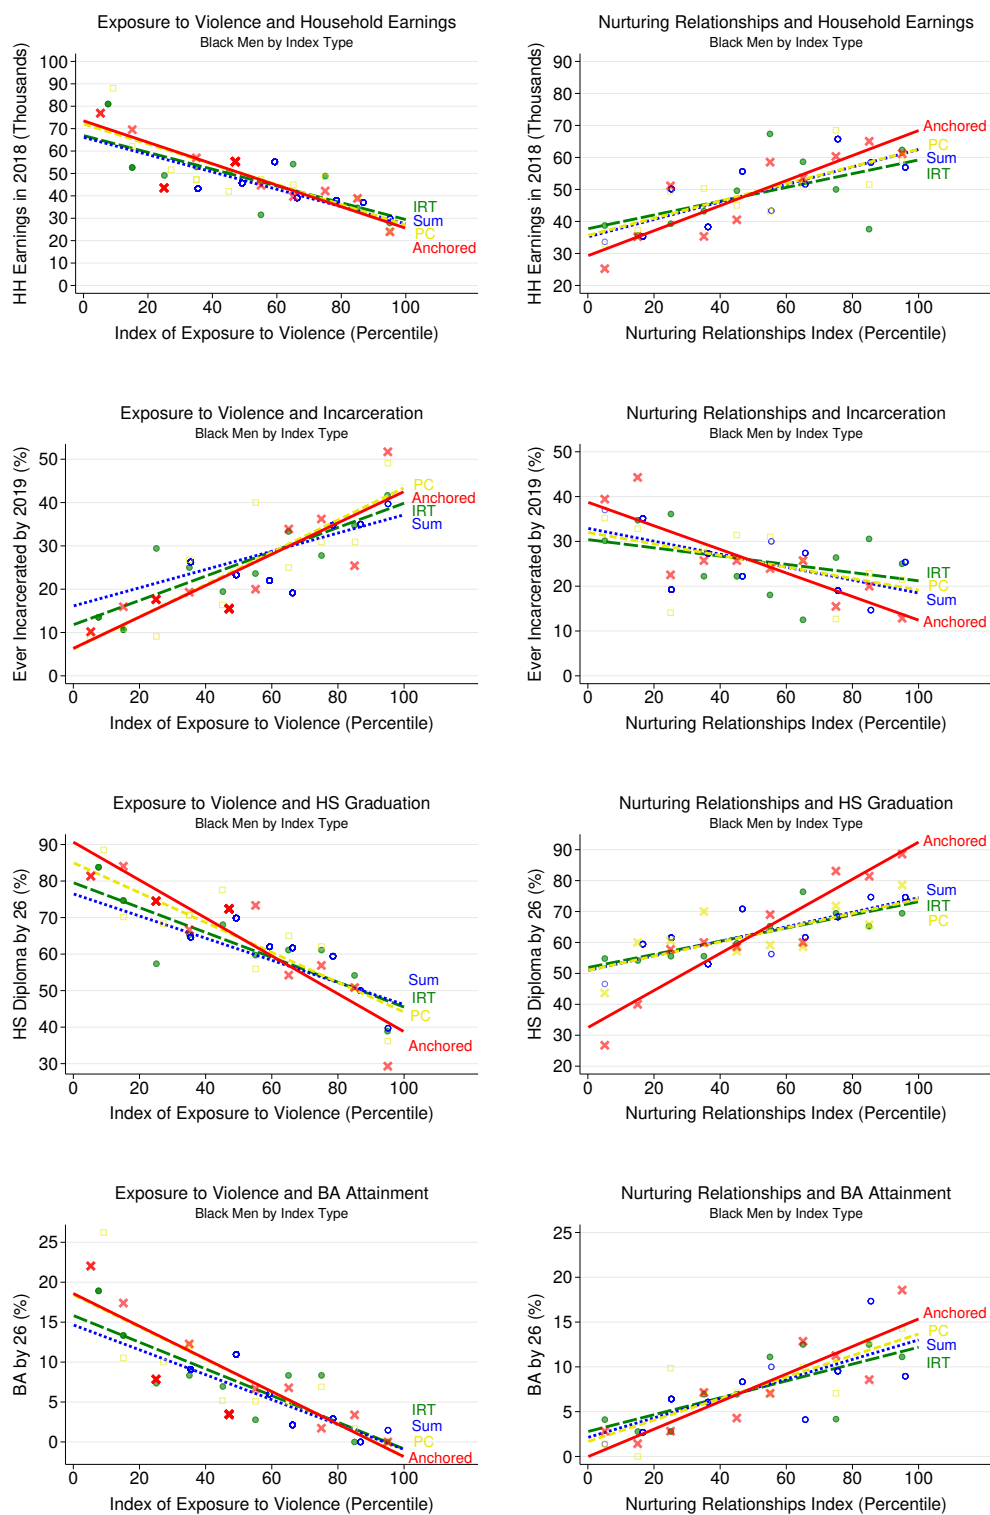 Exposure to Violence and Household Earnings
Black Men by Index Type
HH Earnings in 2018 (Thousands)
100
90
80
70
60
50
40
30
20
10
0
IRT
Sum
PC
Anchored
0 20 40 60 80 100
Index of Exposure to Violence (Percentile)
Nurturing Relationships and Household Earnings
Black Men by Index Type
HH Earnings in 2018 (Thousands)
90
80
70
60
50
40
30
20
Anchored
PC
Sum
IRT
0 20 40 60 80 100
Nurturing Relationships Index (Percentile)
Exposure to Violence and Incarceration
Black Men by Index Type
Ever Incarcerated by 2019 (%)
50
40
30
20
10
0
PC
Anchored
IRT
Sum
0 20 40 60 80 100
Index of Exposure to Violence (Percentile)
Nurturing Relationships and Incarceration
Black Men by Index Type
Ever Incarcerated by 2019 (%)
50
40
30
20
10
0
IRT
PC
Sum
Anchored
0 20 40 60 80 100
Nurturing Relationships Index (Percentile)
Exposure to Violence and HS Graduation
Black Men by Index Type
HS Diploma by 26 (%)
90
80
70
60
50
40
30
Sum
IRT
PC
Anchored
0 20 40 60 80 100
Index of Exposure to Violence (Percentile)
Nurturing Relationships and HS Graduation
Black Men by Index Type
HS Diploma by 26 (%)
90
80
70
60
50
40
30
20
Anchored
Sum
IRT
PC
0 20 40 60 80 100
Nurturing Relationships Index (Percentile)
Exposure to Violence and BA Attainment
Black Men by Index Type
BA by 26 (%)
25
20
15
10
5
0
IRT
Sum
PC
Anchored
0 20 40 60 80 100
Index of Exposure to Violence (Percentile)
Nurturing Relationships and BA Attainment
Black Men by Index Type
BA by 26 (%)
25
20
15
10
5
0
Anchored
PC
Sum
IRT
0 20 40 60 80 100
Nurturing Relationships Index (Percentile)